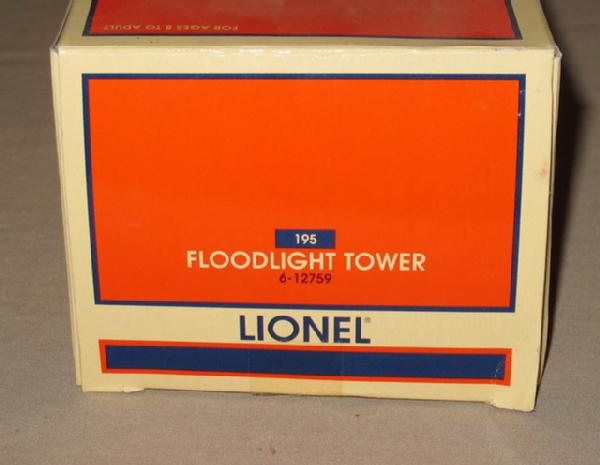 FOR AGES 8 TO ADULT
195
FLOODLIGHT TOWER
6-12759
LIONEL®